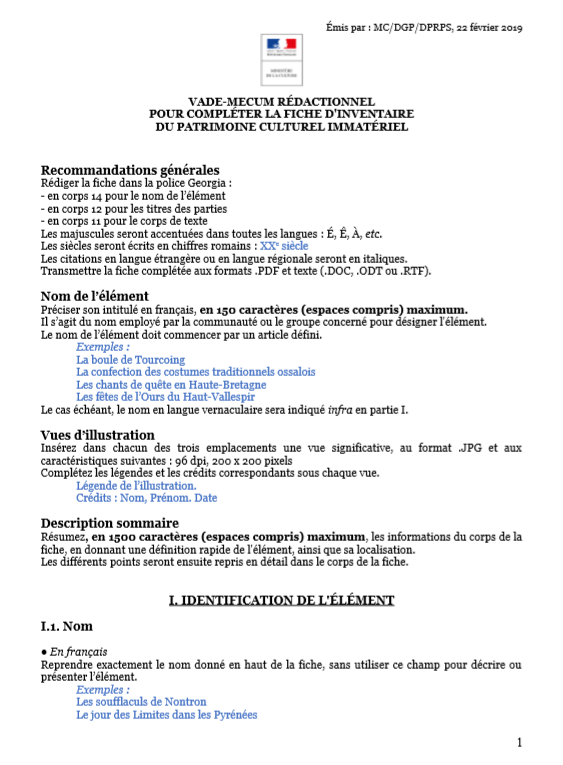 Émis par : MC/DGP/DPRPS, 22 février 2019
MINISTÈRE
DE LA CULTURE
VADE-MECUM RÉDACTIONNEL
POUR COMPLÉTER LA FICHE D'INVENTAIRE
DU PATRIMOINE CULTUREL IMMATÉRIEL
Recommandations générales
Rédiger la fiche dans la police Georgia :
- en corps 14 pour le nom de l'élément
- en corps 12 pour les titres des parties
- en corps 11 pour le corps de texte
Les majuscules seront accentuées dans toutes les langues : É, Ê, À, etc.
Les siècles seront écrits en chiffres romains : XXe siècle
Les citations en langue étrangère ou en langue régionale seront en italiques.
Transmettre la fiche complétée aux formats .PDF et texte (.DOC, .ODT ou .RTF).
Nom de l'élément
Préciser son intitulé en français, en 150 caractères (espaces compris) maximum.
Il s'agit du nom employé par la communauté ou le groupe concerné pour désigner l'élément.
Le nom de l'élément doit commencer par un article défini.
Exemples :
La boule de Tourcoing
La confection des costumes traditionnels ossalois
Les chants de quête en Haute-Bretagne
Les fêtes de l'Ours du Haut-Vallespir
Le cas échéant, le nom en langue vernaculaire sera indiqué infra en partie I.
Vues d'illustration
Insérez dans chacun des trois emplacements une vue significative, au format .JPG et aux
caractéristiques suivantes : 96 dpi, 200 x 200 pixels
Complétez les légendes et les crédits correspondants sous chaque vue.
Légende de l'illustration.
Crédits : Nom, Prénom. Date
Description sommaire
Résumez, en 1500 caractères (espaces compris) maximum, les informations du corps de la
fiche, en donnant une définition rapide de l'élément, ainsi que sa localisation.
Les différents points seront ensuite repris en détail dans le corps de la fiche.
I. IDENTIFICATION DE L'ÉLÉMENT
I.1. Nom
● En français
Reprendre exactement le nom donné en haut de la fiche, sans utiliser ce champ pour décrire ou
présenter l'élément.
Exemples :
Les soufflaculs de Nontron
Le jour des Limites dans les Pyrénées
1